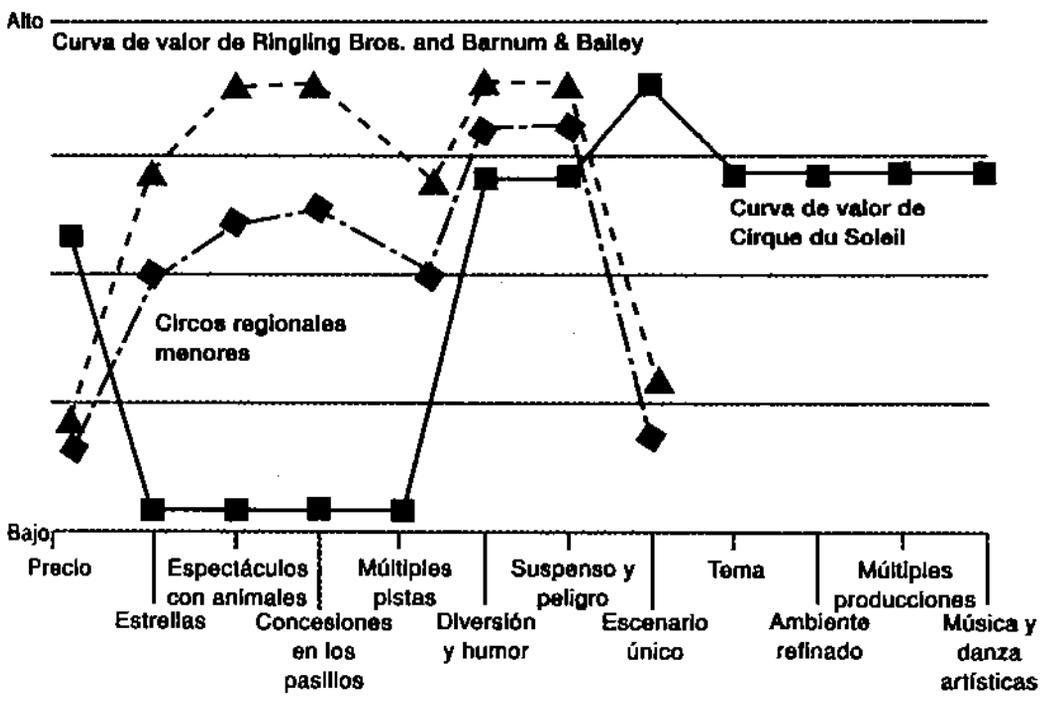 Alto
Curva de valor de Ringling Bros. and Barnum & Bailey
Curva de valor de
Cirque du Soleil
Circos regionales
menores
Bajo
Precio
Estrellas
Espectáculos
con animales
Concesiones
en los
pasillos
Múltiples
pistas
Diversión
y humor
Suspenso y
peligro
Escenario
único
Tema
Ambiente
refinado
Múltiples
producciones
Música y
danza
artísticas